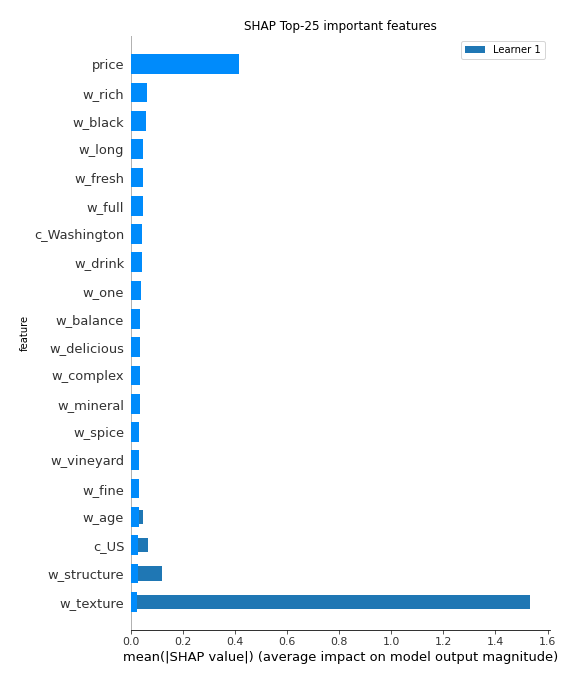 SHAP Top-25 important features
Learner 1
price
w_rich
w_black
w_long
w_fresh
w_full
c_Washington
w_drink
w_one
w_balance
w_delicious
w_complex
w_mineral
w_spice
w_vineyard
w_fine
w_age
c_US
w_structure
w_texture
feature
0.0 0.2 0.4 0.6 0.8 1.0 1.2 1.4 1.6
mean(|SHAP value|) (average impact on model output magnitude)